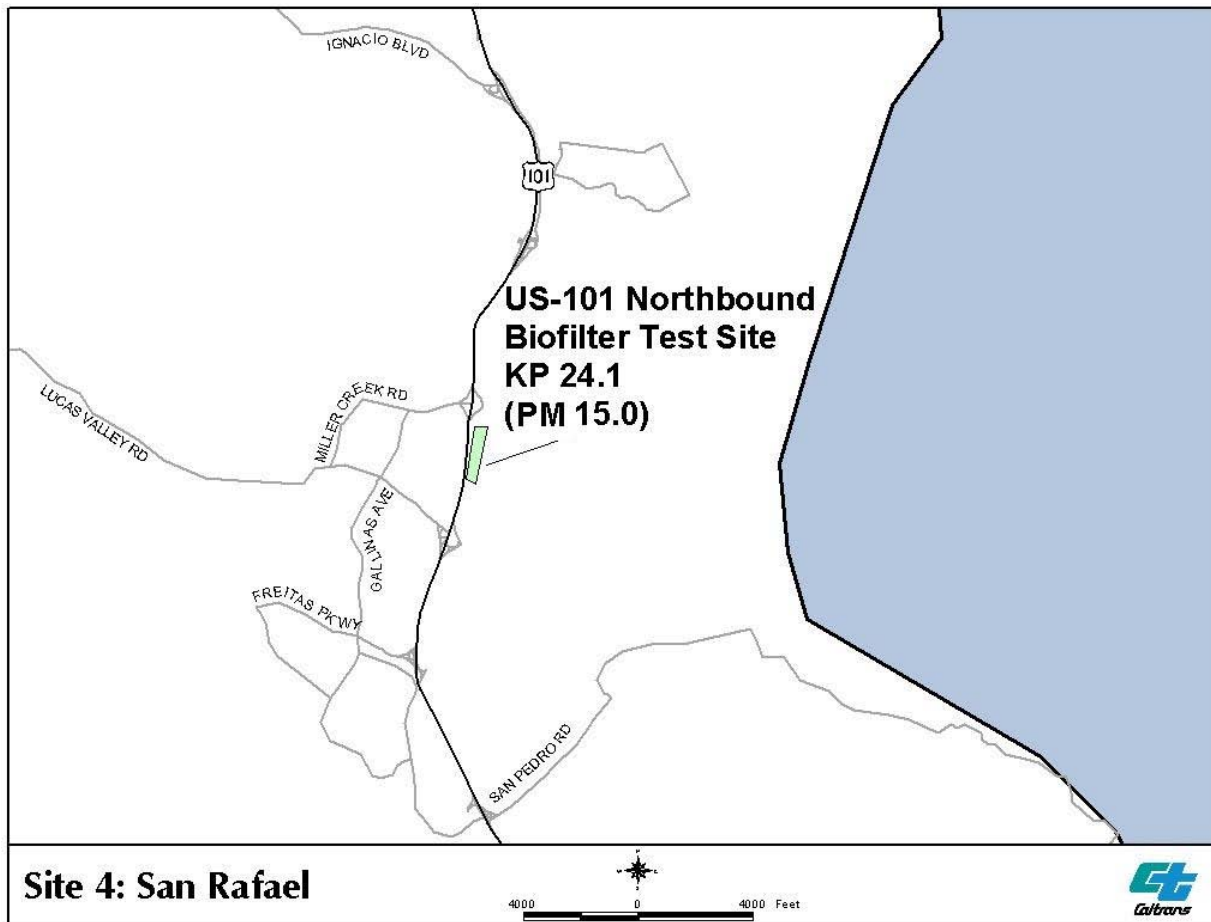 IGNACIO BLVD
101
US-101 Northbound
Biofilter Test Site
KP 24.1
(PM 15.0)
MILLER CREEK RD
LUCAS VALLEY RD
GALLINAS AVE
FREITAS PKWY
SAN PEDRO RD
Site 4: San Rafael
4000 0 4000 Feet
Caltrans